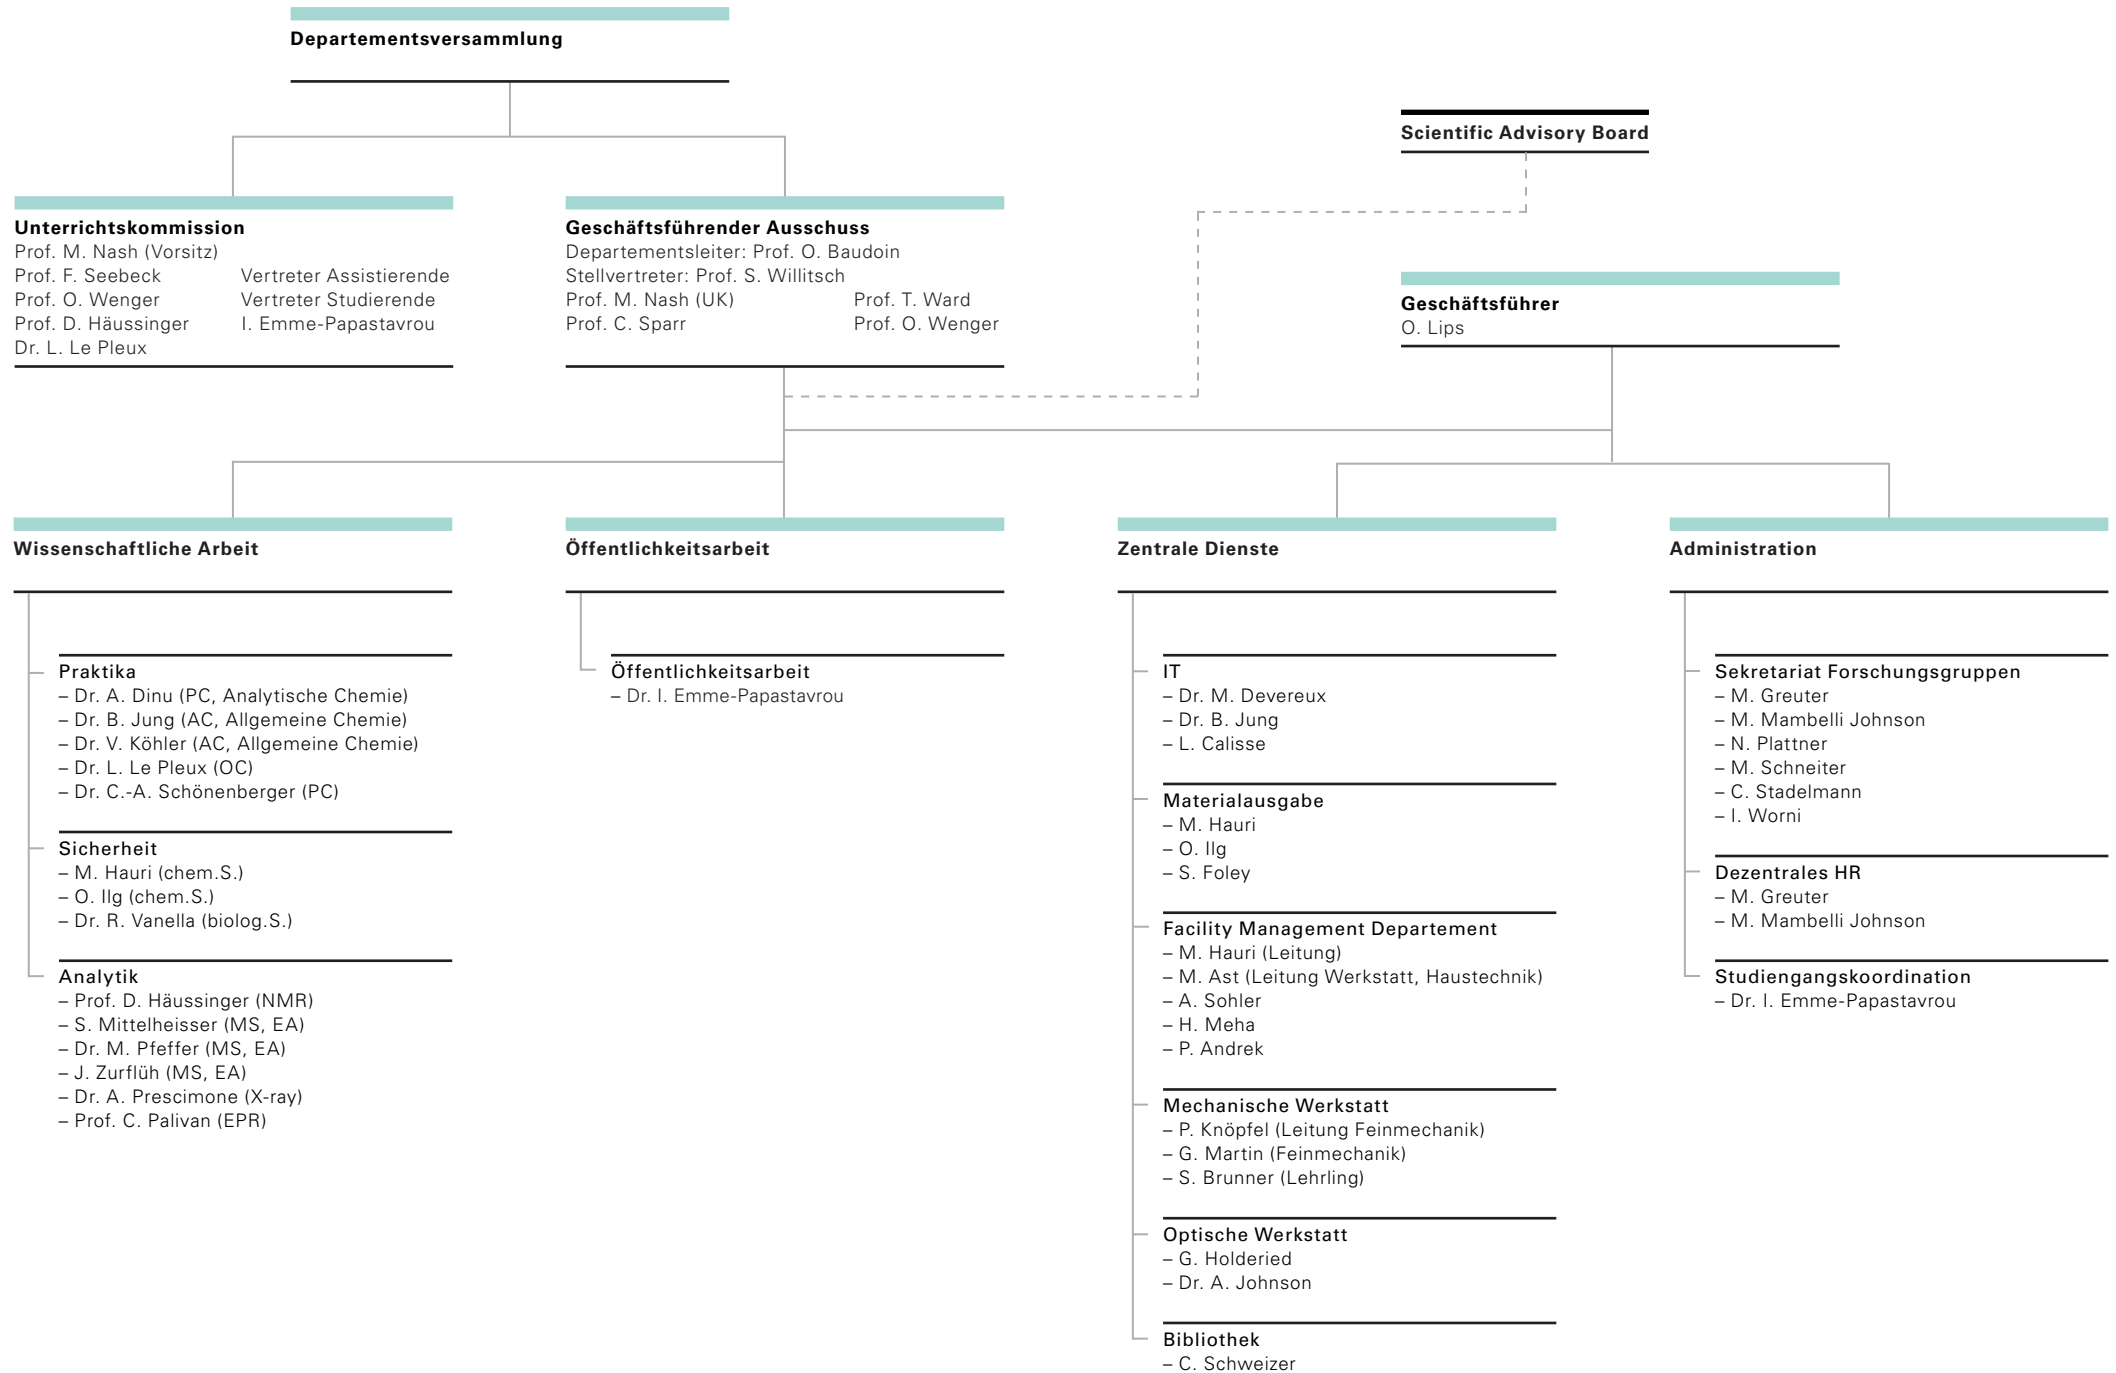 Departementsversammlung
Scientific Advisory Board
Unterrichtskommission
Prof. M. Nash (Vorsitz)
Prof. F. Seebeck
Prof. O. Wenger
Prof. D. Häussinger
Dr. L. Le Pleux
Vertreter Assistierende
Vertreter Studierende
I. Emme-Papastavrou
Geschäftsführender Ausschuss
Departementsleiter: Prof. O. Baudoin
Stellvertreter: Prof. S. Willitsch
Prof. M. Nash (UK)
Prof. C. Sparr
Prof. T. Ward
Prof. O. Wenger
Geschäftsführer
O. Lips
Wissenschaftliche Arbeit
Praktika
– Dr. A. Dinu (PC, Analytische Chemie)
– Dr. B. Jung (AC, Allgemeine Chemie)
– Dr. V. Köhler (AC, Allgemeine Chemie)
– Dr. L. Le Pleux (OC)
– Dr. C.-A. Schönenberger (PC)
Sicherheit
– M. Hauri (chem.S.)
– O. Ilg (chem.S.)
– Dr. R. Vanella (biolog.S.)
Analytik
– Prof. D. Häussinger (NMR)
– S. Mittelheisser (MS, EA)
– Dr. M. Pfeffer (MS, EA)
– J. Zurflüh (MS, EA)
– Dr. A. Prescimone (X-ray)
– Prof. C. Palivan (EPR)
Öffentlichkeitsarbeit
Öffentlichkeitsarbeit
– Dr. I. Emme-Papastavrou
Zentrale Dienste
IT
– Dr. M. Devereux
– Dr. B. Jung
– L. Calisse
Materialausgabe
– M. Hauri
– O. Ilg
– S. Foley
Facility Management Departement
– M. Hauri (Leitung)
– M. Ast (Leitung Werkstatt, Haustechnik)
– A. Sohler
– H. Meha
– P. Andrek
Mechanische Werkstatt
– P. Knöpfel (Leitung Feinmechanik)
– G. Martin (Feinmechanik)
– S. Brunner (Lehrling)
Optische Werkstatt
– G. Holderied
– Dr. A. Johnson
Bibliothek
– C. Schweizer
Administration
Sekretariat Forschungsgruppen
– M. Greuter
– M. Mambelli Johnson
– N. Plattner
– M. Schneiter
– C. Stadelmann
– I. Worni
Dezentrales HR
– M. Greuter
– M. Mambelli Johnson
Studiengangskoordination
– Dr. I. Emme-Papastavrou